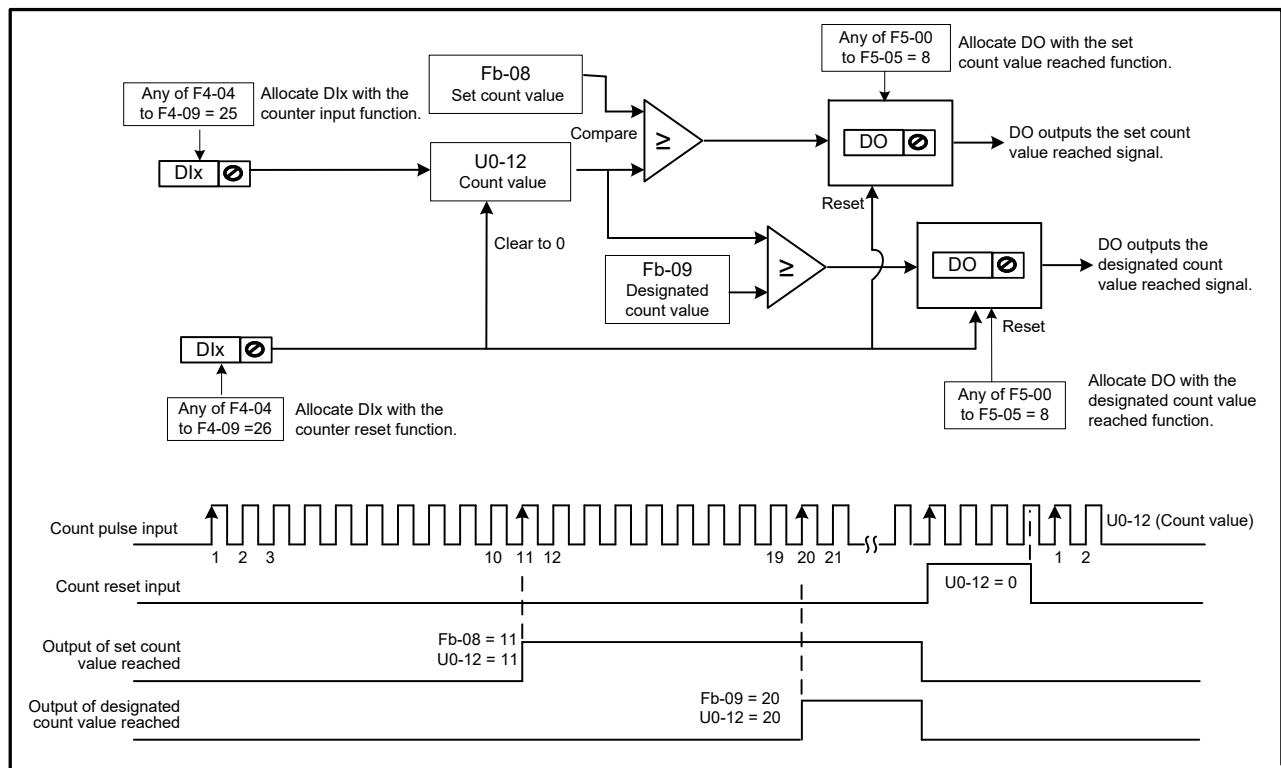 Any of F5-00
to F5-05 = 8
Allocate DO with the set
count value reached function.
Fb-08
Set count value
Any of F4-04
to F4-09 = 25
Allocate DIx with the
counter input function.
Compare
≥
DO
DO outputs the set count
value reached signal.
DIx
U0-12
Count value
Reset
Clear to 0
Fb-09
Designated
count value
≥
DO
DO outputs the
designated count
value reached signal.
Reset
DIx
Any of F4-04
to F4-09 =26
Allocate DIx with the
counter reset function.
Any of F5-00
to F5-05 = 8
Allocate DO with the
designated count value
reached function.
Count pulse input
U0-12 (Count value)
1 2 3 10 11 12 19 20 21 1 2
Count reset input
U0-12 = 0
Output of set count
value reached
Fb-08 = 11
U0-12 = 11
Output of designated
count value reached
Fb-09 = 20
U0-12 = 20